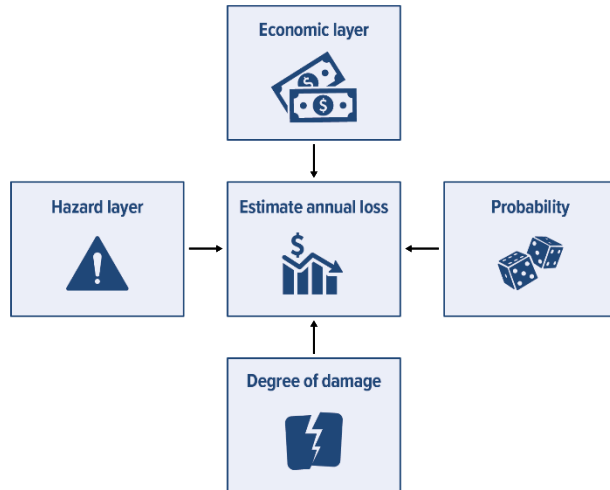 Economic layer
$
$
Hazard layer
Estimate annual loss
Probability
!
$
Degree of damage